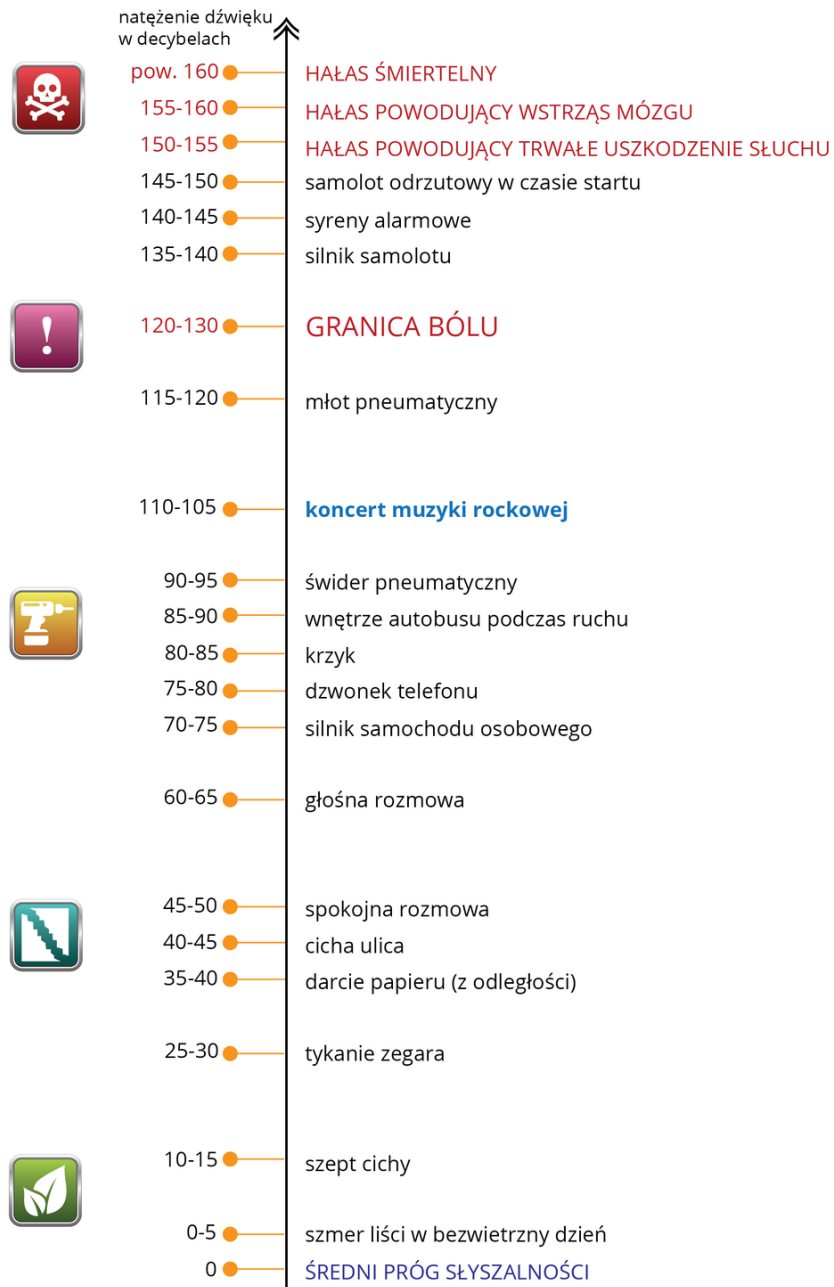 natężenie dźwięku
w decybelach
pow. 160 HAŁAS ŚMIERTELNY
155-160 HAŁAS POWODUJĄCY WSTRZĄS MÓZGU
150-155 HAŁAS POWODUJĄCY TRWAŁE USZKODZENIE SŁUCHU
145-150 samolot odrzutowy w czasie startu
140-145 syreny alarmowe
135-140 silnik samolotu
!
120-130 GRANICA BÓLU
115-120 młot pneumatyczny
110-105 koncert muzyki rockowej
90-95 świder pneumatyczny
85-90 wnętrze autobusu podczas ruchu
80-85 krzyk
75-80 dzwonek telefonu
70-75 silnik samochodu osobowego
60-65 głośna rozmowa
45-50 spokojna rozmowa
40-45 cicha ulica
35-40 darcie papieru (z odległości)
25-30 tykanie zegara
10-15 szept cichy
0-5 szmer liści w bezwietrzny dzień
0 ŚREDNI PRÓG SŁYSZALNOŚCI